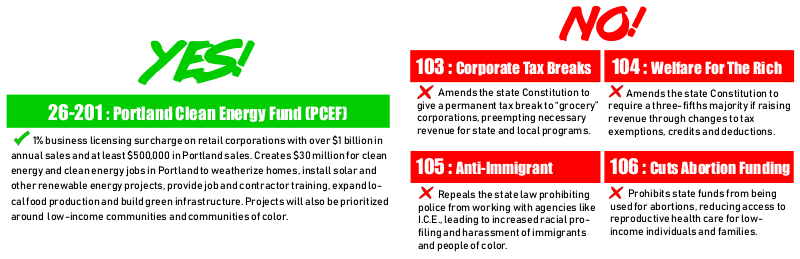 YES!
26-201 : Portland Clean Energy Fund (PCEF)
1% business licensing surcharge on retail corporations with over $1 billion in
annual sales and at least $500,000 in Portland sales. Creates $30 million for clean
energy and clean energy jobs in Portland to weatherize homes, install solar and
other renewable energy projects, provide job and contractor training, expand lo-
cal food production and build green infrastructure. Projects will also be prioritized
around low-income communities and communities of color.
NO!
103 : Corporate Tax Breaks
Amends the state Constitution to
give a permanent tax break to “grocery”
corporations, preempting necessary
revenue for state and local programs.
104 : Welfare For The Rich
Amends the state Constitution to
require a three-fifths majority if raising
revenue through changes to tax
exemptions, credits and deductions.
105 : Anti-Immigrant
Repeals the state law prohibiting
police from working with agencies like
I.C.E., leading to increased racial pro-
filing and harassment of immigrants
and people of color.
106 : Cuts Abortion Funding
Prohibits state funds from being
used for abortions, reducing access to
reproductive health care for low-
income individuals and families.